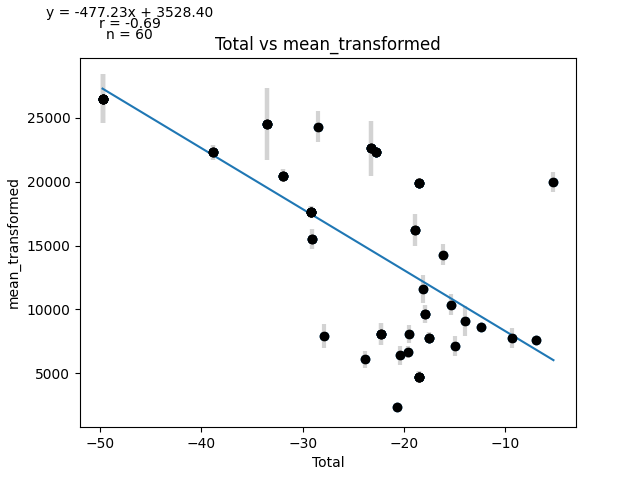 y = -477.23x + 3528.40
r = -0.69
n = 60
Total vs mean_transformed
mean_transformed
25000
20000
15000
10000
5000
−50
−40
−30
−20
−10
Total